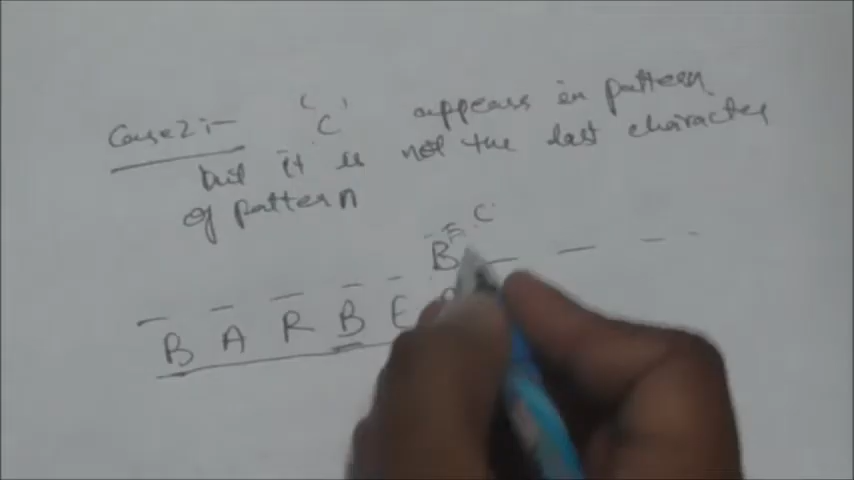 Case 2:- 'C' appears in pattern
but it is not the last character
of pattern
C
B
B A R B E